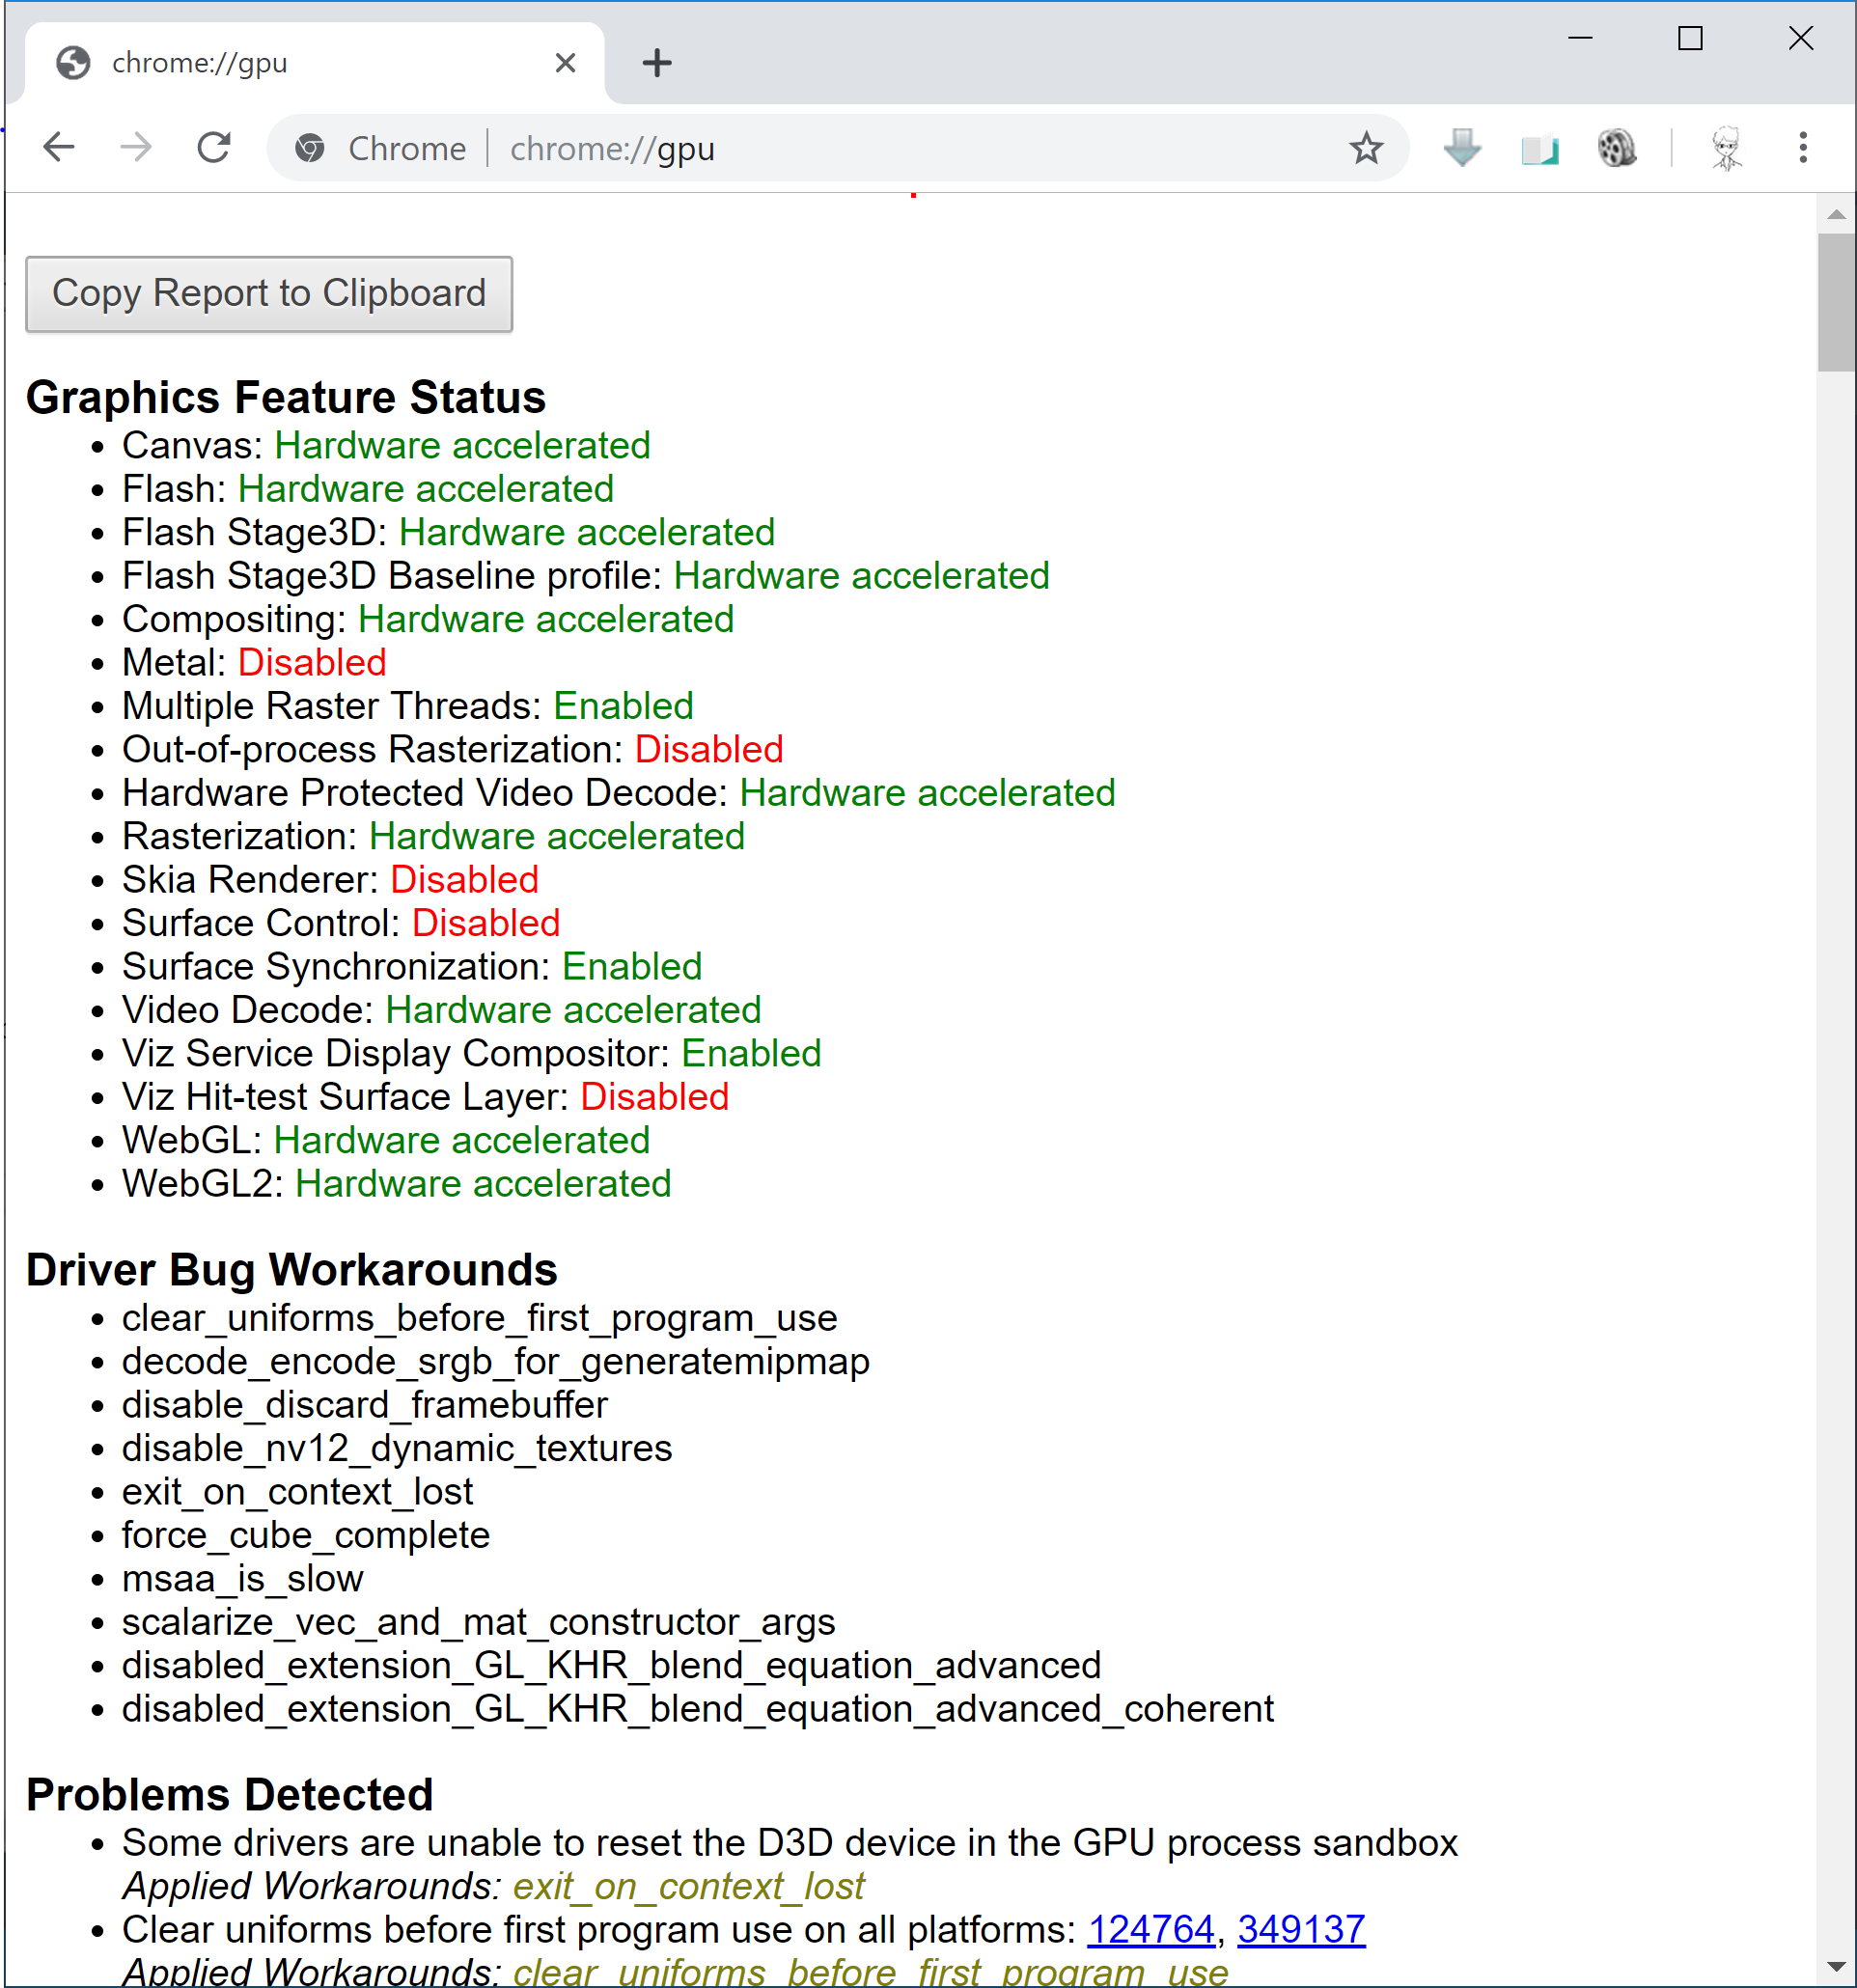 chrome://gpu
Chrome | chrome://gpu
Copy Report to Clipboard
Graphics Feature Status
• Canvas: Hardware accelerated
• Flash: Hardware accelerated
• Flash Stage3D: Hardware accelerated
• Flash Stage3D Baseline profile: Hardware accelerated
• Compositing: Hardware accelerated
• Metal: Disabled
• Multiple Raster Threads: Enabled
• Out-of-process Rasterization: Disabled
• Hardware Protected Video Decode: Hardware accelerated
• Rasterization: Hardware accelerated
• Skia Renderer: Disabled
• Surface Control: Disabled
• Surface Synchronization: Enabled
• Video Decode: Hardware accelerated
• Viz Service Display Compositor: Enabled
• Viz Hit-test Surface Layer: Disabled
• WebGL: Hardware accelerated
• WebGL2: Hardware accelerated
Driver Bug Workarounds
• clear_uniforms_before_first_program_use
• decode_encode_srgb_for_generatemipmap
• disable_discard_framebuffer
• disable_nv12_dynamic_textures
• exit_on_context_lost
• force_cube_complete
• msaa_is_slow
• scalarize_vec_and_mat_constructor_args
• disabled_extension_GL_KHR_blend_equation_advanced
• disabled_extension_GL_KHR_blend_equation_advanced_coherent
Problems Detected
• Some drivers are unable to reset the D3D device in the GPU process sandbox
Applied Workarounds: exit_on_context_lost
• Clear uniforms before first program use on all platforms: 124764, 349137
Applied Workarounds: clear_uniforms_before_first_program_use